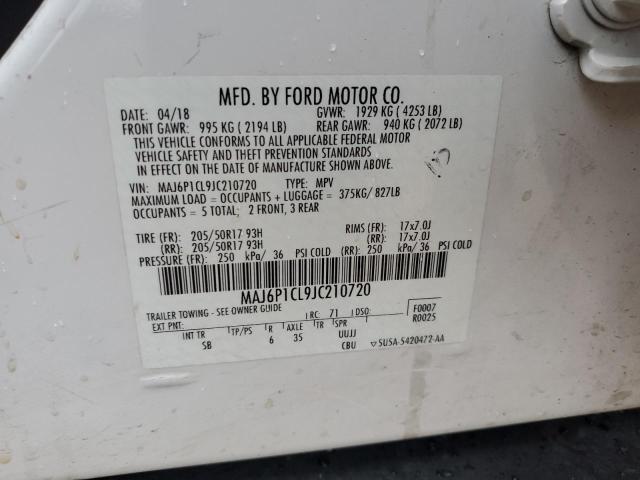 MFD. BY FORD MOTOR CO.
DATE: 04/18 GVWR: 1929 KG ( 4253 LB)
FRONT GAWR: 995 KG ( 2194 LB) REAR GAWR: 940 KG ( 2072 LB)
THIS VEHICLE CONFORMS TO ALL APPLICABLE FEDERAL MOTOR
VEHICLE SAFETY AND THEFT PREVENTION STANDARDS
IN EFFECT ON THE DATE OF MANUFACTURE SHOWN ABOVE.
VIN: MAJ6P1CL9JC210720 TYPE: MPV
MAXIMUM LOAD = OCCUPANTS + LUGGAGE = 375KG/ 827LB
OCCUPANTS = 5 TOTAL; 2 FRONT, 3 REAR
TIRE (FR): 205/50R17 93H RIMS (FR): 17x7.0J
(RR): 205/50R17 93H (RR): 17x7.0J
PRESSURE (FR): 250 kPa/ 36 PSI COLD (RR): 250 kPa/ 36 PSI COLD
MAJ6P1CL9JC210720
TRAILER TOWING - SEE OWNER GUIDE
EXT PNT: RC: 71 DSO: F0007
R0025
INT TR TP/PS R AXLE TR SPR UUJJ
SB 6 35 CBU
▽5U5A-5420472-AA